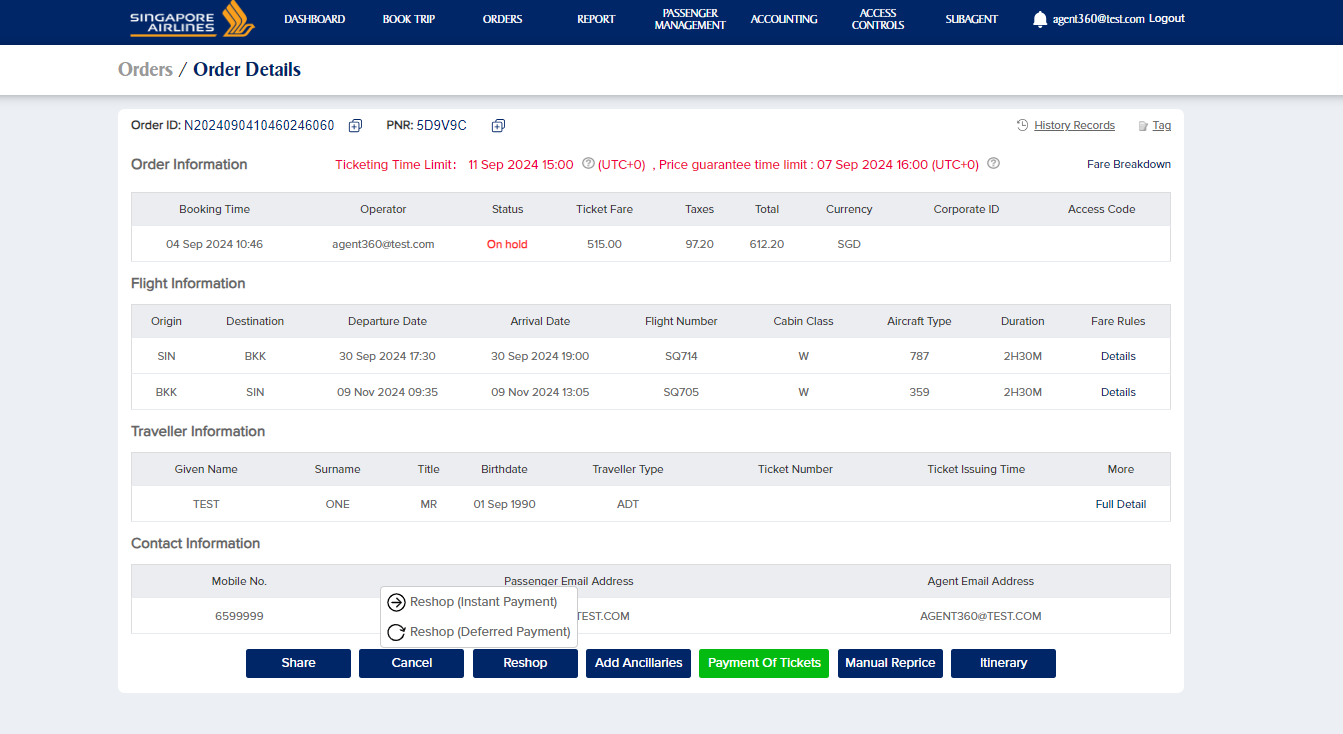 SINGAPORE AIRLINES
DASHBOARD BOOK TRIP ORDERS REPORT PASSENGER MANAGEMENT ACCOUNTING ACCESS CONTROLS SUBAGENT agent360@test.com Logout
Orders / Order Details
Order ID: N2024090410460246060 PNR: 5D9V9C History Records Tag
Order Information Ticketing Time Limit: 11 Sep 2024 15:00 (UTC+0) , Price guarantee time limit : 07 Sep 2024 16:00 (UTC+0) Fare Breakdown
Booking Time Operator Status Ticket Fare Taxes Total Currency Corporate ID Access Code
04 Sep 2024 10:46 agent360@test.com On hold 515.00 97.20 612.20 SGD
Flight Information
Origin Destination Departure Date Arrival Date Flight Number Cabin Class Aircraft Type Duration Fare Rules
SIN BKK 30 Sep 2024 17:30 30 Sep 2024 19:00 SQ714 W 787 2H30M Details
BKK SIN 09 Nov 2024 09:35 09 Nov 2024 13:05 SQ705 W 359 2H30M Details
Traveller Information
Given Name Surname Title Birthdate Traveller Type Ticket Number Ticket Issuing Time More
TEST ONE MR 01 Sep 1990 ADT Full Detail
Contact Information
Mobile No. Passenger Email Address Agent Email Address
Reshop (Instant Payment)
6599999 TEST.COM AGENT360@TEST.COM
Reshop (Deferred Payment)
Share Cancel Reshop Add Ancillaries Payment Of Tickets Manual Reprice Itinerary